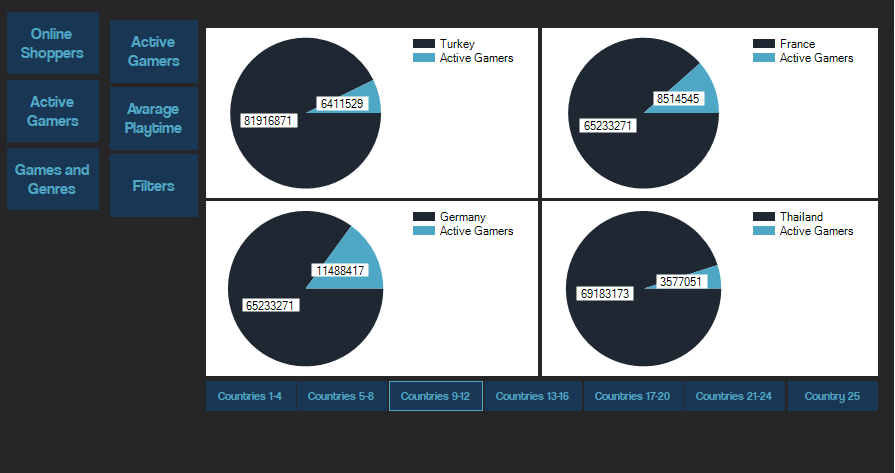 Online
Shoppers
Active
Gamers
Games and
Genres
Active
Gamers
Avarage
Playtime
Filters
Turkey
Active Gamers
6411529
81916871
France
Active Gamers
8514545
65233271
Germany
Active Gamers
11488417
65233271
Thailand
Active Gamers
3577051
69183173
Countries 1-4
Countries 5-8
Countries 9-12
Countries 13-16
Countries 17-20
Countries 21-24
Country 25